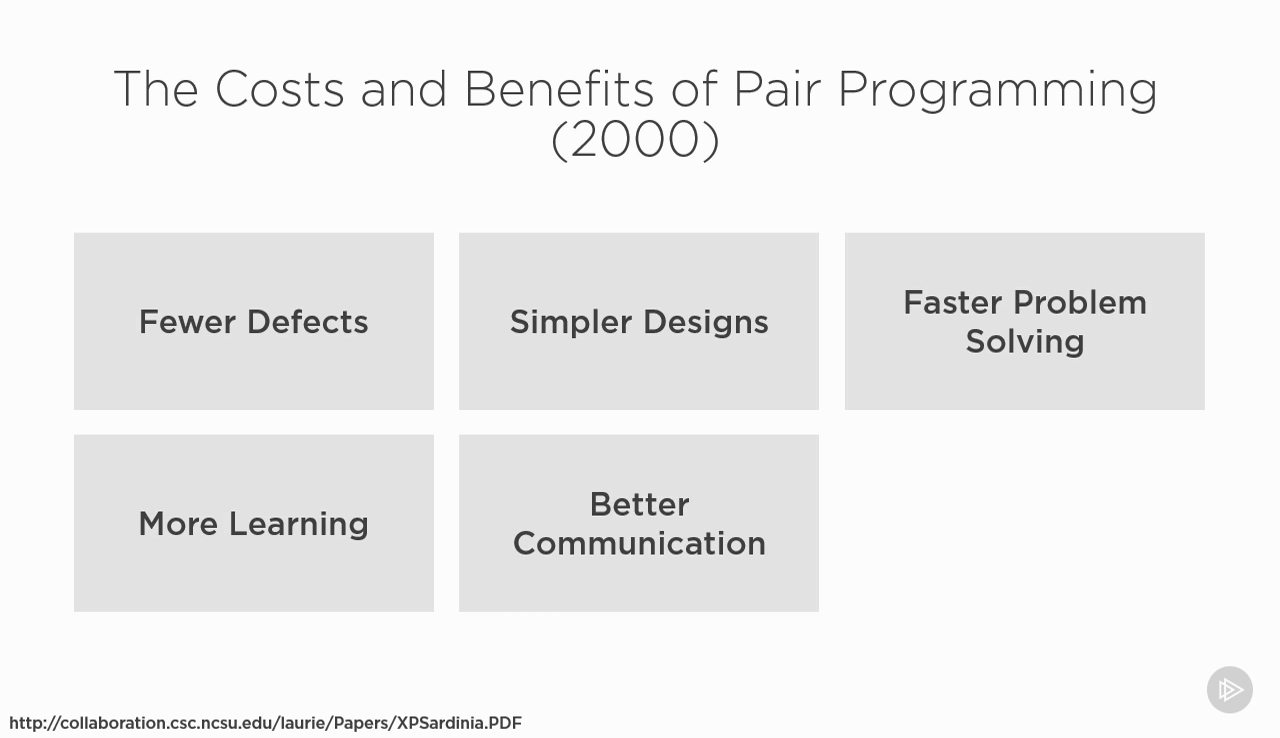 The Costs and Benefits of Pair Programming
(2000)
Fewer Defects
Simpler Designs
Faster Problem
Solving
More Learning
Better
Communication
http://collaboration.csc.ncsu.edu/laurie/Papers/XPSardinia.PDF